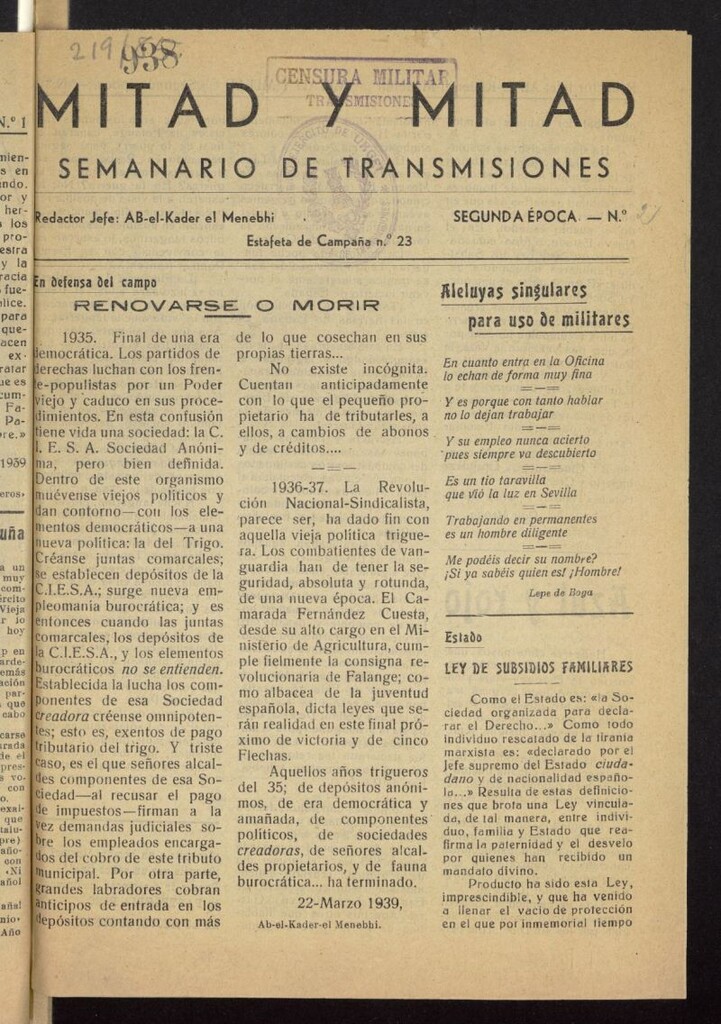 219/
938
CENSURA MILITAR
TRANSMISIONES
MITAD Y MITAD
SEMANARIO DE TRANSMISIONES
Redactor Jefe: AB-el-Kader el Menebhi
SEGUNDA ÉPOCA. — N.º
Estafeta de Campaña n.º 23
En defensa del campo
RENOVARSE O MORIR
1935. Final de una era
democrática. Los partidos de
derechas luchan con los fren-
te-populistas por un Poder
viejo y caduco en sus proce-
dimientos. En esta confusión
tiene vida una sociedad: la C.
I. E. S. A. Sociedad Anóni-
ma, pero bien definida.
Dentro de este organismo
muévense viejos políticos y
dan contorno—con los ele-
mentos democráticos—a una
nueva política: la del Trigo.
Créanse juntas comarcales;
se establecen depósitos de la
C.I.E.S.A.; surge nueva em-
pleomanía burocrática; y es
entonces cuando las juntas
comarcales, los depósitos de
la C.I.E.S.A., y los elementos
burocráticos no se entienden.
Establecida la lucha los com-
ponentes de esa Sociedad
creadora créense omnipoten-
tes; esto es, exentos de pago
tributario del trigo. Y triste
caso, es el que señores alcal-
des componentes de esa So-
ciedad—al recusar el pago
de impuestos—firman a la
vez demandas judiciales so-
bre los empleados encarga-
dos del cobro de este tributo
municipal. Por otra parte,
grandes labradores cobran
anticipos de entrada en los
depósitos contando con más
de lo que cosechan en sus
propias tierras...
No existe incógnita.
Cuentan anticipadamente
con lo que el pequeño pro-
pietario ha de tributarles, a
ellos, a cambios de abonos
y de créditos....
1936-37. La Revolu-
ción Nacional-Sindicalista,
parece ser, ha dado fin con
aquella vieja política trigue-
ra. Los combatientes de van-
guardia han de tener la se-
guridad, absoluta y rotunda,
de una nueva época. El Ca-
marada Fernández Cuesta,
desde su alto cargo en el Mi-
nisterio de Agricultura, cum-
ple fielmente la consigna re-
volucionaria de Falange; co-
mo albacea de la juventud
española, dicta leyes que se-
rán realidad en este final pró-
ximo de victoria y de cinco
Flechas.
Aquellos años trigueros
del 35; de depósitos anóni-
mos, de era democrática y
amañada, de componentes
políticos, de sociedades
creadoras, de señores alcal-
des propietarios, y de fauna
burocrática... ha terminado.
22-Marzo 1939,
Ab-el-Kader-el Menebhi.
Aleluyas singulares
para uso de militares
En cuanto entra en la Oficina
lo echan de forma muy fina
Y es porque con tanto hablar
no lo dejan trabajar
Y su empleo nunca acierto
pues siempre va descubierto
Es un tio taravilla
que vió la luz en Sevilla
Trabajando en permanentes
es un hombre diligente
Me podéis decir su nombre?
¡Si ya sabéis quien es! ¡Hombre!
Lepe de Boga
Estado
LEY DE SUBSIDIOS FAMILIARES
Como el Estado es: «la So-
ciedad organizada para decla-
rar el Derecho...» Como todo
individuo rescatado de la tiranía
marxista es: «declarado por el
Jefe supremo del Estado ciuda-
dano y de nacionalidad españo-
la...» Resulta de estas definicio-
nes que brota una Ley vincula-
da, de tal manera, entre indivi-
duo, familia y Estado que rea-
firma la paternidad y el desvelo
por quienes han recibido un
mandato divino.
Producto ha sido esta Ley,
imprescindible, y que ha venido
a llenar el vacío de protección
en el que por inmemorial tiempo